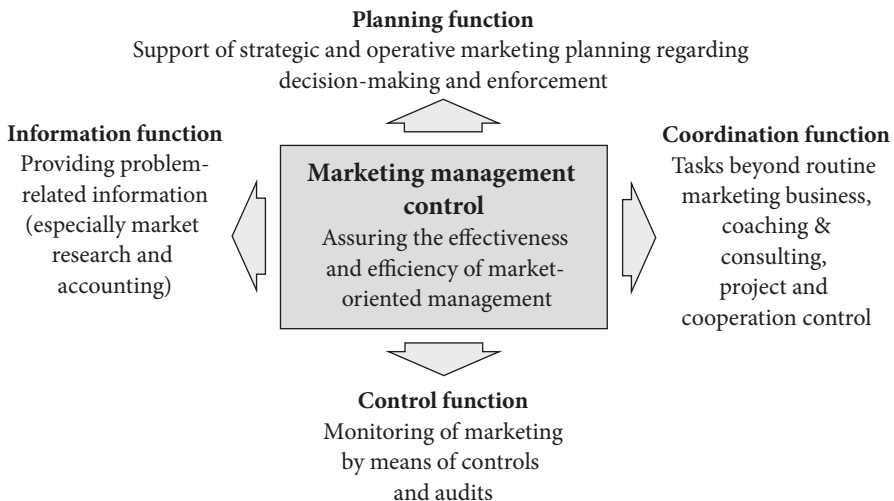 Planning function
Support of strategic and operative marketing planning regarding
decision-making and enforcement
Information function
Providing problem-
related information
(especially market
research and
accounting)
Marketing management
control
Assuring the effectiveness
and efficiency of market-
oriented management
Coordination function
Tasks beyond routine
marketing business,
coaching &
consulting,
project and
cooperation control
Control function
Monitoring of marketing
by means of controls
and audits